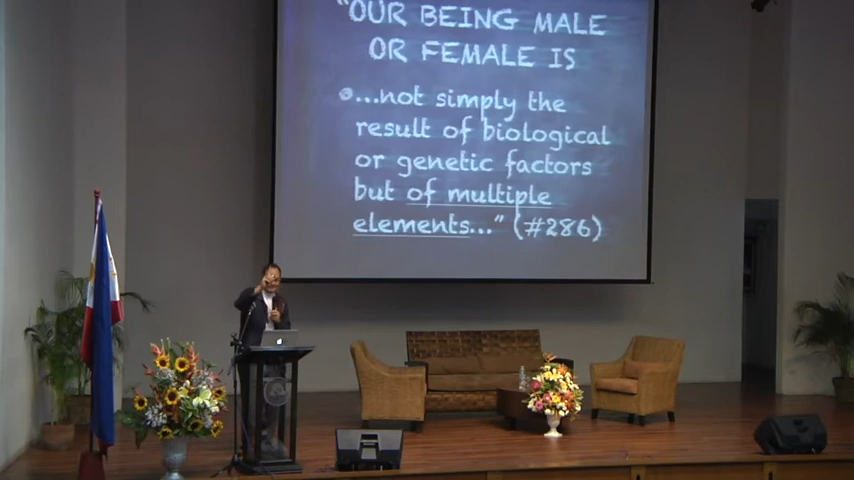 "OUR BEING MALE
OR FEMALE IS
...not simply the
result of biological
or genetic factors
but of multiple
elements..." (#286)